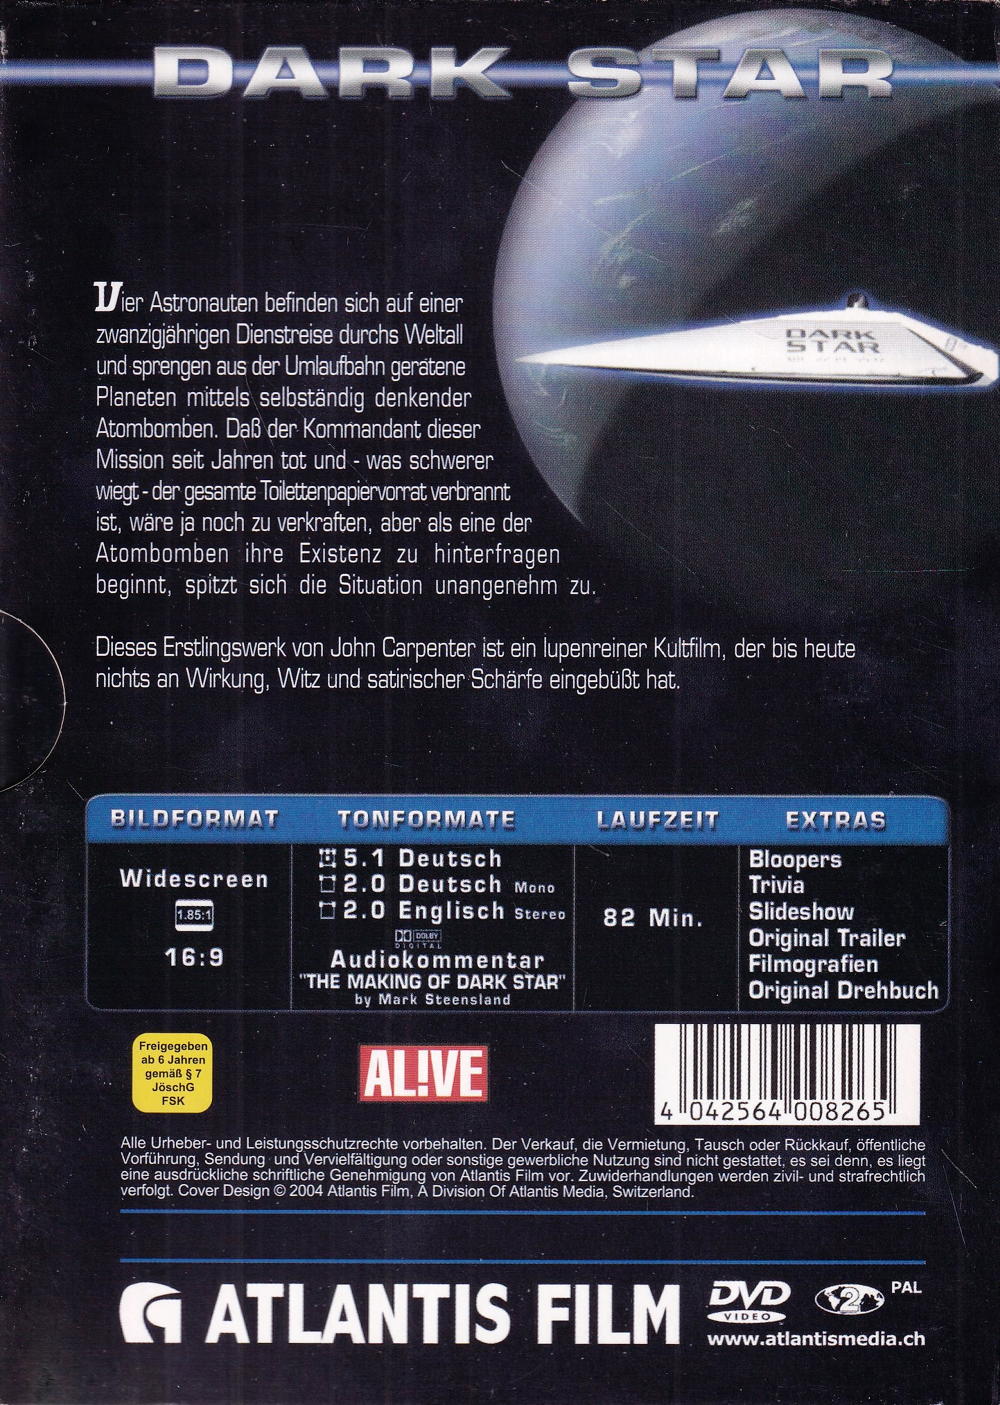 DARK STAR
DARK
STAR
Vier Astronauten befinden sich auf einer
zwanzigjährigen Dienstreise durchs Weltall
und sprengen aus der Umlaufbahn geratene
Planeten mittels selbständig denkender
Atombomben. Daß der Kommandant dieser
Mission seit Jahren tot und - was schwerer
wiegt - der gesamte Toilettenpapiervorrat verbrannt
ist, wäre ja noch zu verkraften, aber als eine der
Atombomben ihre Existenz zu hinterfragen
beginnt, spitzt sich die Situation unangenehm zu.
Dieses Erstlingswerk von John Carpenter ist ein lupenreiner Kultfilm, der bis heute
nichts an Wirkung, Witz und satirischer Schärfe eingebüßt hat.
BILDFORMAT
Widescreen
1.85:1
16:9
TONFORMATE
5.1 Deutsch
2.0 Deutsch Mono
2.0 Englisch Stereo
DOLBY
DIGITAL
Audiokommentar
"THE MAKING OF DARK STAR"
by Mark Steensland
LAUFZEIT
82 Min.
EXTRAS
Bloopers
Trivia
Slideshow
Original Trailer
Filmografien
Original Drehbuch
Freigegeben
ab 6 Jahren
gemäß § 7
JöschG
FSK
AL!VE
4 042564 008265
Alle Urheber- und Leistungsschutzrechte vorbehalten. Der Verkauf, die Vermietung, Tausch oder Rückkauf, öffentliche
Vorführung, Sendung und Vervielfältigung oder sonstige gewerbliche Nutzung sind nicht gestattet, es sei denn, es liegt
eine ausdrückliche schriftliche Genehmigung von Atlantis Film vor. Zuwiderhandlungen werden zivil- und strafrechtlich
verfolgt. Cover Design © 2004 Atlantis Film, A Division Of Atlantis Media, Switzerland.
ATLANTIS FILM
DVD
VIDEO
2
PAL
www.atlantismedia.ch